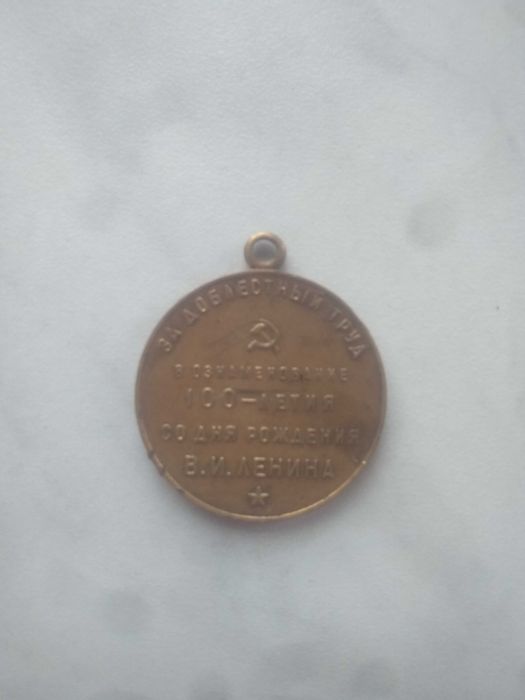 ЗА ДОБЛЕСТНЫЙ ТРУД
В ОЗНАМЕНОВАНИЕ
100-ЛЕТИЯ
СО ДНЯ РОЖДЕНИЯ
В.И.ЛЕНИНА